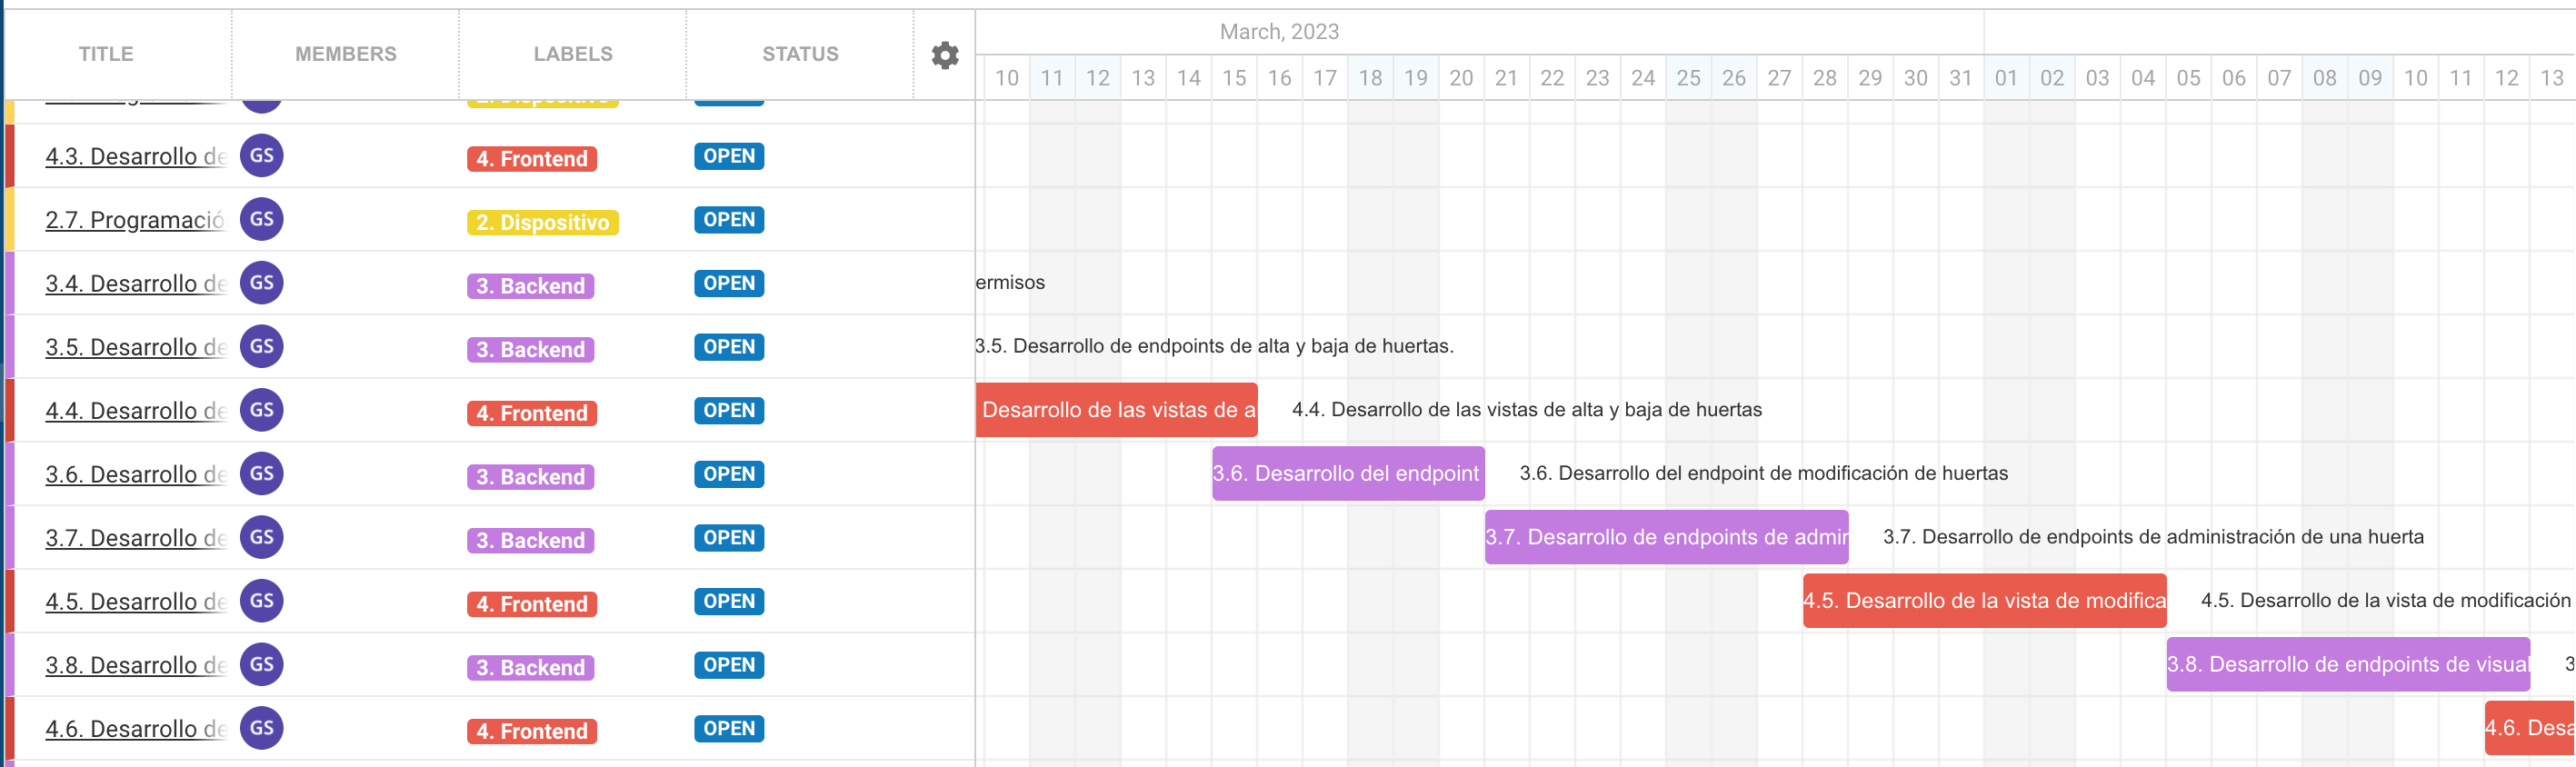 TITLE MEMBERS LABELS STATUS March, 2023
10 11 12 13 14 15 16 17 18 19 20 21 22 23 24 25 26 27 28 29 30 31 01 02 03 04 05 06 07 08 09 10 11 12 13
2. Dispositivo
4.3. Desarrollo de GS 4. Frontend OPEN
2.7. Programació GS 2. Dispositivo OPEN
3.4. Desarrollo de GS 3. Backend OPEN ermisos
3.5. Desarrollo de GS 3. Backend OPEN 3.5. Desarrollo de endpoints de alta y baja de huertas.
4.4. Desarrollo de GS 4. Frontend OPEN Desarrollo de las vistas de a 4.4. Desarrollo de las vistas de alta y baja de huertas
3.6. Desarrollo de GS 3. Backend OPEN 3.6. Desarrollo del endpoint 3.6. Desarrollo del endpoint de modificación de huertas
3.7. Desarrollo de GS 3. Backend OPEN 3.7. Desarrollo de endpoints de admin 3.7. Desarrollo de endpoints de administración de una huerta
4.5. Desarrollo de GS 4. Frontend OPEN 4.5. Desarrollo de la vista de modifica 4.5. Desarrollo de la vista de modificación
3.8. Desarrollo de GS 3. Backend OPEN 3.8. Desarrollo de endpoints de visual 3
4.6. Desarrollo de GS 4. Frontend OPEN 4.6. Desa